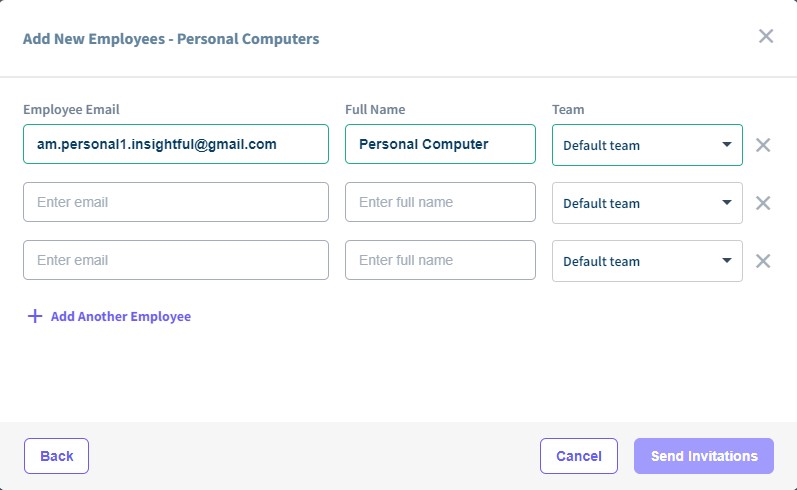 Add New Employees - Personal Computers
Employee Email Full Name Team
am.personal1.insightful@gmail.com Personal Computer Default team
Enter email Enter full name Default team
Enter email Enter full name Default team
Add Another Employee
Back Cancel Send Invitations